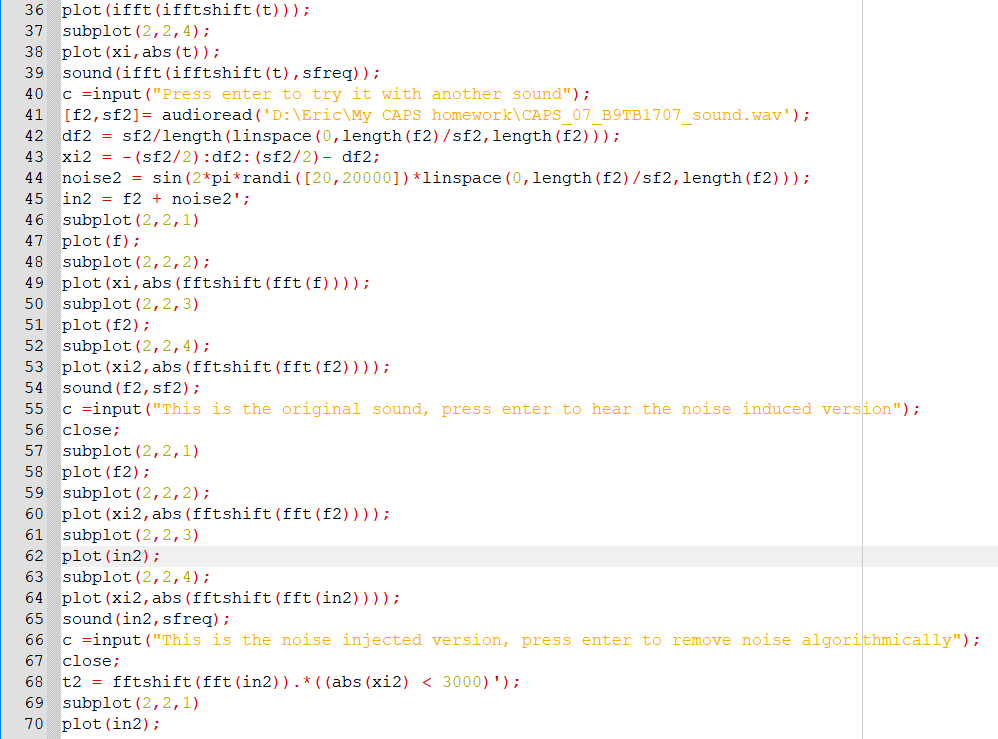 36 plot(ifft(ifftshift(t)));
37 subplot(2,2,4);
38 plot(xi,abs(t));
39 sound(ifft(ifftshift(t),sfreq));
40 c =input("Press enter to try it with another sound");
41 [f2,sf2]= audioread('D:\Eric\My CAPS homework\CAPS_07_B9TB1707_sound.wav');
42 df2 = sf2/length(linspace(0,length(f2)/sf2,length(f2)));
43 xi2 = -(sf2/2):df2:(sf2/2)- df2;
44 noise2 = sin(2*pi*randi([20,20000])*linspace(0,length(f2)/sf2,length(f2)));
45 in2 = f2 + noise2';
46 subplot(2,2,1)
47 plot(f);
48 subplot(2,2,2);
49 plot(xi,abs(fftshift(fft(f))));
50 subplot(2,2,3)
51 plot(f2);
52 subplot(2,2,4);
53 plot(xi2,abs(fftshift(fft(f2))));
54 sound(f2,sf2);
55 c =input("This is the original sound, press enter to hear the noise induced version");
56 close;
57 subplot(2,2,1)
58 plot(f2);
59 subplot(2,2,2);
60 plot(xi2,abs(fftshift(fft(f2))));
61 subplot(2,2,3)
62 plot(in2);
63 subplot(2,2,4);
64 plot(xi2,abs(fftshift(fft(in2))));
65 sound(in2,sfreq);
66 c =input("This is the noise injected version, press enter to remove noise algorithmically");
67 close;
68 t2 = fftshift(fft(in2)).*((abs(xi2) < 3000)');
69 subplot(2,2,1)
70 plot(in2);